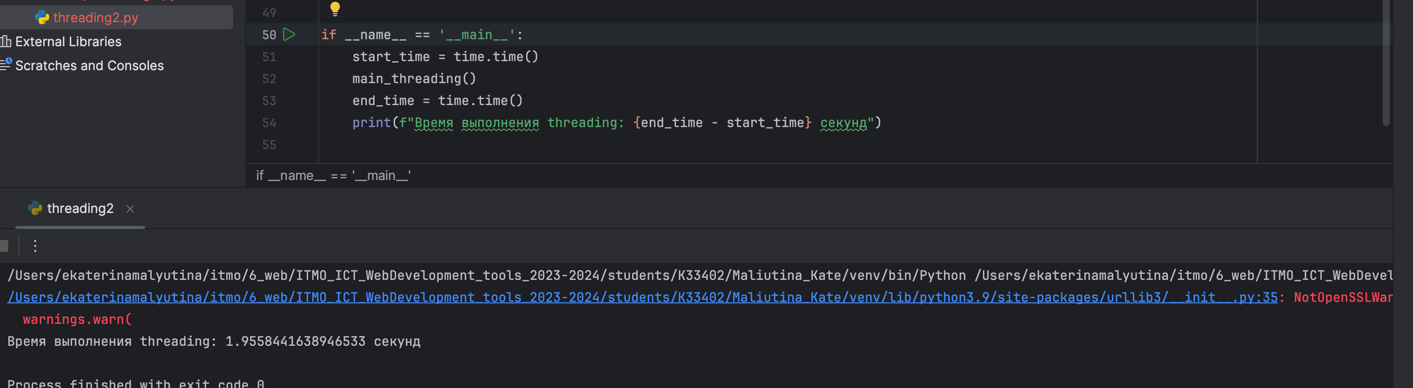 threading2.py
External Libraries
Scratches and Consoles
49
50 if __name__ == '__main__':
51 start_time = time.time()
52 main_threading()
53 end_time = time.time()
54 print(f"Время выполнения threading: {end_time - start_time} секунд")
55
if __name__ == '__main__'
threading2
/Users/ekaterinamalyutina/itmo/6_web/ITMO_ICT_WebDevelopment_tools_2023-2024/students/K33402/Maliutina_Kate/venv/bin/Python /Users/ekaterinamalyutina/itmo/6_web/ITMO_ICT_WebDevel
/Users/ekaterinamalyutina/itmo/6_web/ITMO_ICT_WebDevelopment_tools_2023-2024/students/K33402/Maliutina_Kate/venv/lib/python3.9/site-packages/urllib3/__init__.py:35: NotOpenSSLWar
warnings.warn(
Время выполнения threading: 1.9558441638946533 секунд
Process finished with exit code 0